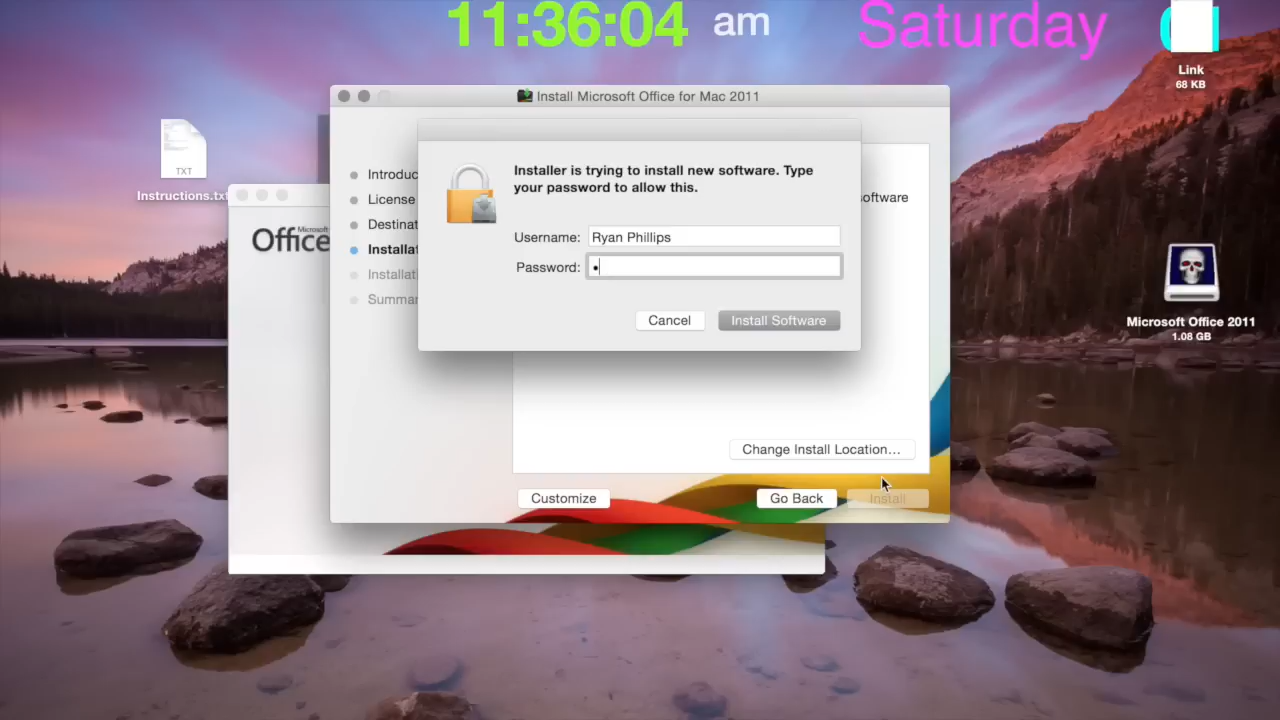 11:36:04 am Saturday
Link
68 KB
Install Microsoft Office for Mac 2011
TXT
Instructions.txt
Microsoft
Office
Introduc
License
Destinat
Installat
Installat
Summar
Installer is trying to install new software. Type
your password to allow this.
Username: Ryan Phillips
Password: •
Cancel
Install Software
software
Microsoft Office 2011
1.08 GB
Change Install Location...
Customize
Go Back
Install